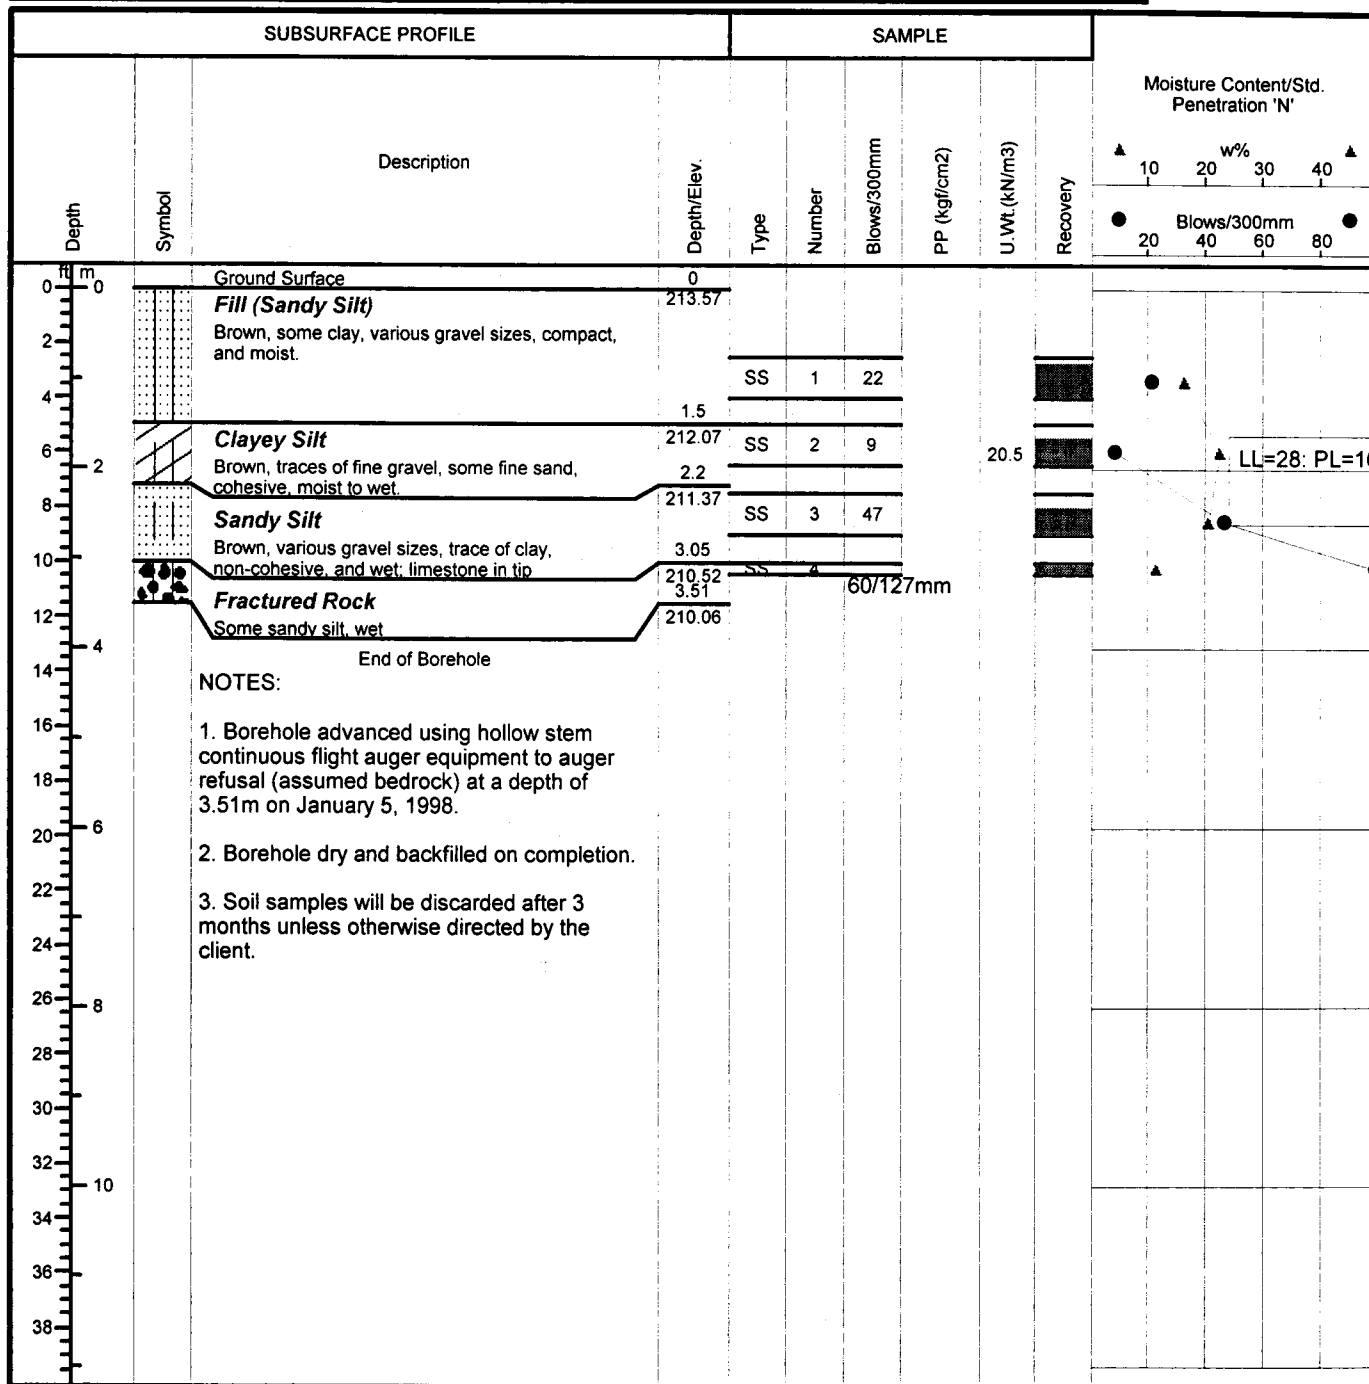 SUBSURFACE PROFILE
SAMPLE
Depth
Symbol
Description
Depth/Elev.
Type
Number
Blows/300mm
PP (kgf/cm2)
U.Wt.(kN/m3)
Recovery
Moisture Content/Std.
Penetration 'N'
w%
10 20 30 40
Blows/300mm
20 40 60 80
ft m
0 0
Ground Surface 0
Fill (Sandy Silt) 213.57
Brown, some clay, various gravel sizes, compact,
and moist.
2
SS 1 22
4
1.5
Clayey Silt 212.07
SS 2 9 20.5
6 2
LL=28: PL=16
Brown, traces of fine gravel, some fine sand, 2.2
cohesive, moist to wet.
211.37
8
Sandy Silt
SS 3 47
Brown, various gravel sizes, trace of clay, 3.05
10
non-cohesive, and wet; limestone in tip 210.52
SS 4 60/127mm
3.51
Fractured Rock
12
210.06
Some sandy silt, wet
4
End of Borehole
14
NOTES:
16
1. Borehole advanced using hollow stem
continuous flight auger equipment to auger
18
refusal (assumed bedrock) at a depth of
3.51m on January 5, 1998.
20 6
2. Borehole dry and backfilled on completion.
22
3. Soil samples will be discarded after 3
months unless otherwise directed by the
24
client.
26 8
28
30
32
10
34
36
38